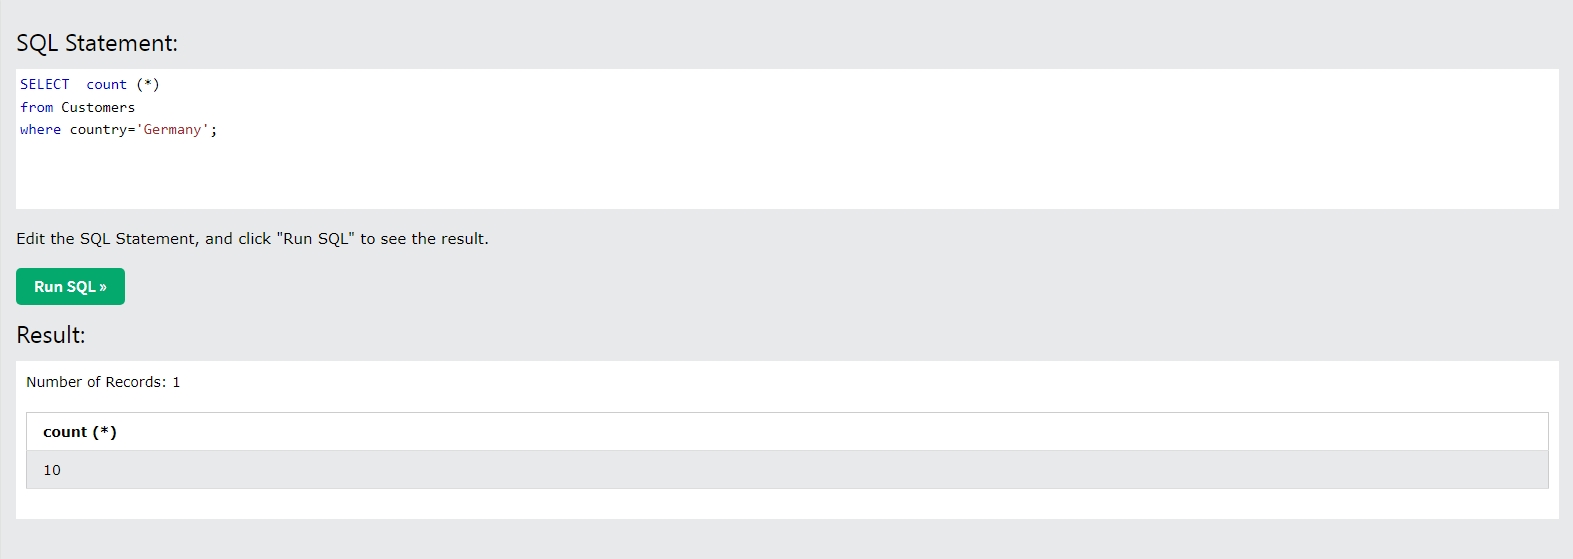 SQL Statement:
SELECT  count (*)
from Customers
where country='Germany';
Edit the SQL Statement, and click "Run SQL" to see the result.
Run SQL »
Result:
Number of Records: 1
count (*)
10